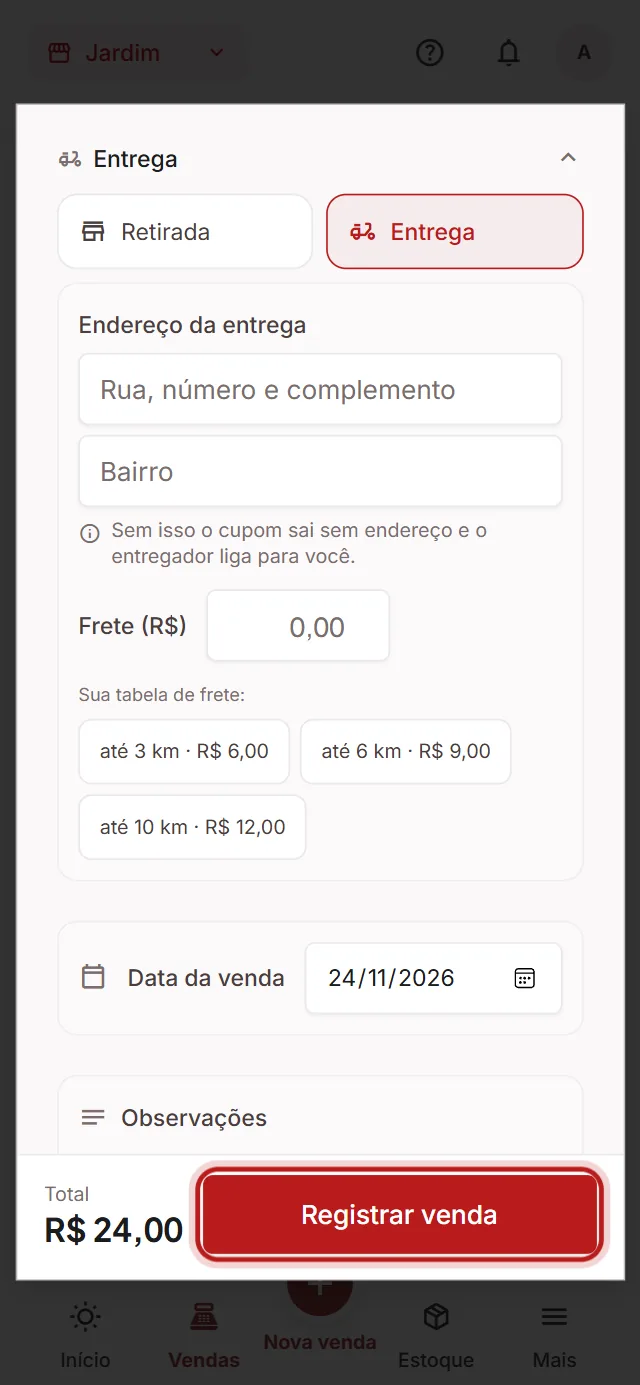 Jardim
A
Entrega
Retirada
Entrega
Endereço da entrega
Rua, número e complemento
Bairro
Sem isso o cupom sai sem endereço e o
entregador liga para você.
Frete (R$)
0,00
Sua tabela de frete:
até 3 km · R$ 6,00
até 6 km · R$ 9,00
até 10 km · R$ 12,00
Data da venda
24/11/2026
Observações
Total
R$ 24,00
Registrar venda
Início
Vendas
Nova venda
Estoque
Mais